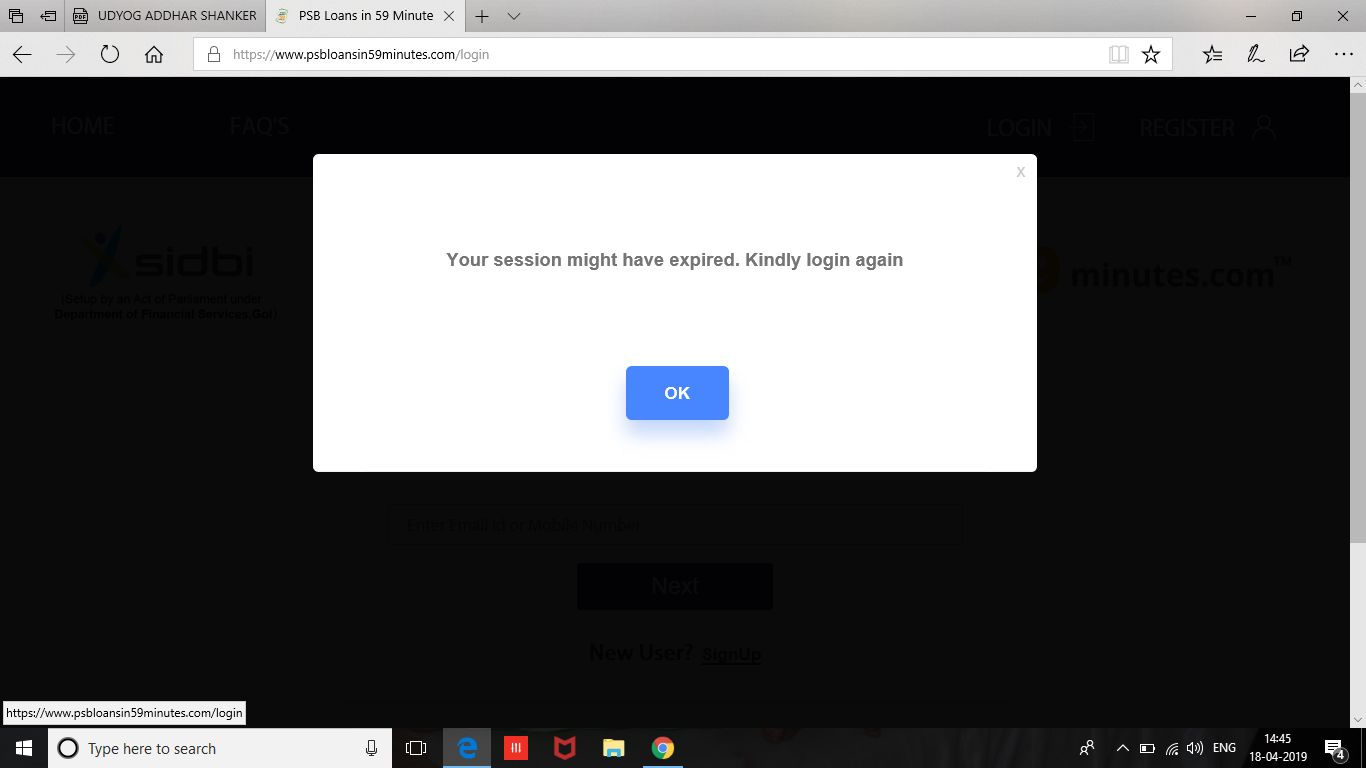 UDYOG ADDHAR SHANKER
PSB Loans in 59 Minute
https://www.psbloansin59minutes.com/login
HOME
FAQ'S
LOGIN
REGISTER
X
sidbi
(Setup by an Act of Parliament under
Department of Financial Services,GoI)
minutes.com™
Your session might have expired. Kindly login again
OK
Enter Email id or Mobile Number
Next
New User? SignUp
https://www.psbloansin59minutes.com/login
Type here to search
ENG
14:45
18-04-2019
4